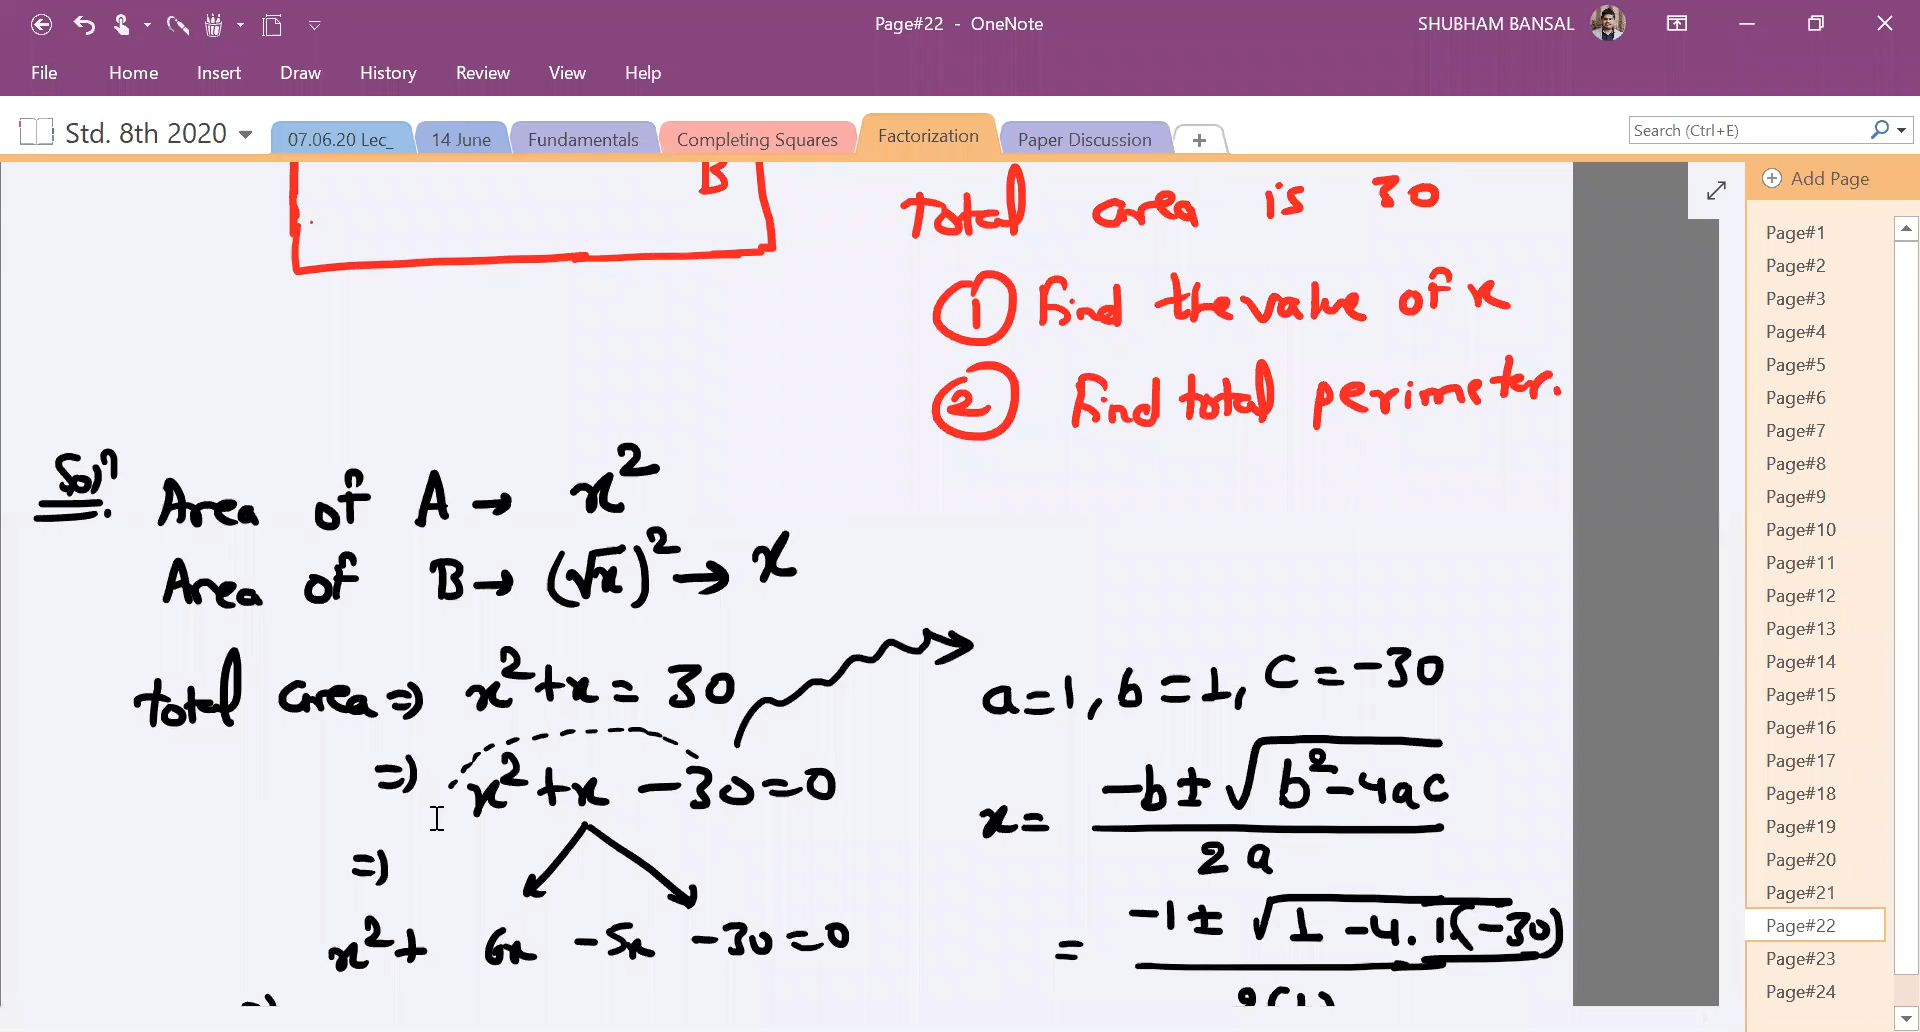 Page#22 - OneNote
SHUBHAM BANSAL
File Home Insert Draw History Review View Help
Std. 8th 2020
07.06.20 Lec_ 14 June Fundamentals Completing Squares Factorization Paper Discussion +
Search (Ctrl+E)
B
Total area is 30
① Find the value of x
② Find total perimeter.
Solⁿ.
Area of A → x²
Area of B → (√x)² → x
total area ⇒ x²+x = 30
⇒ x²+x -30=0
⇒
x²+ 6x -5x -30=0
a=1, b=1, C=-30
x= (-b±√(b²-4ac))/(2a)
= (-1±√(1-4.1(-30)))/(2(1))
Add Page
Page#1
Page#2
Page#3
Page#4
Page#5
Page#6
Page#7
Page#8
Page#9
Page#10
Page#11
Page#12
Page#13
Page#14
Page#15
Page#16
Page#17
Page#18
Page#19
Page#20
Page#21
Page#22
Page#23
Page#24